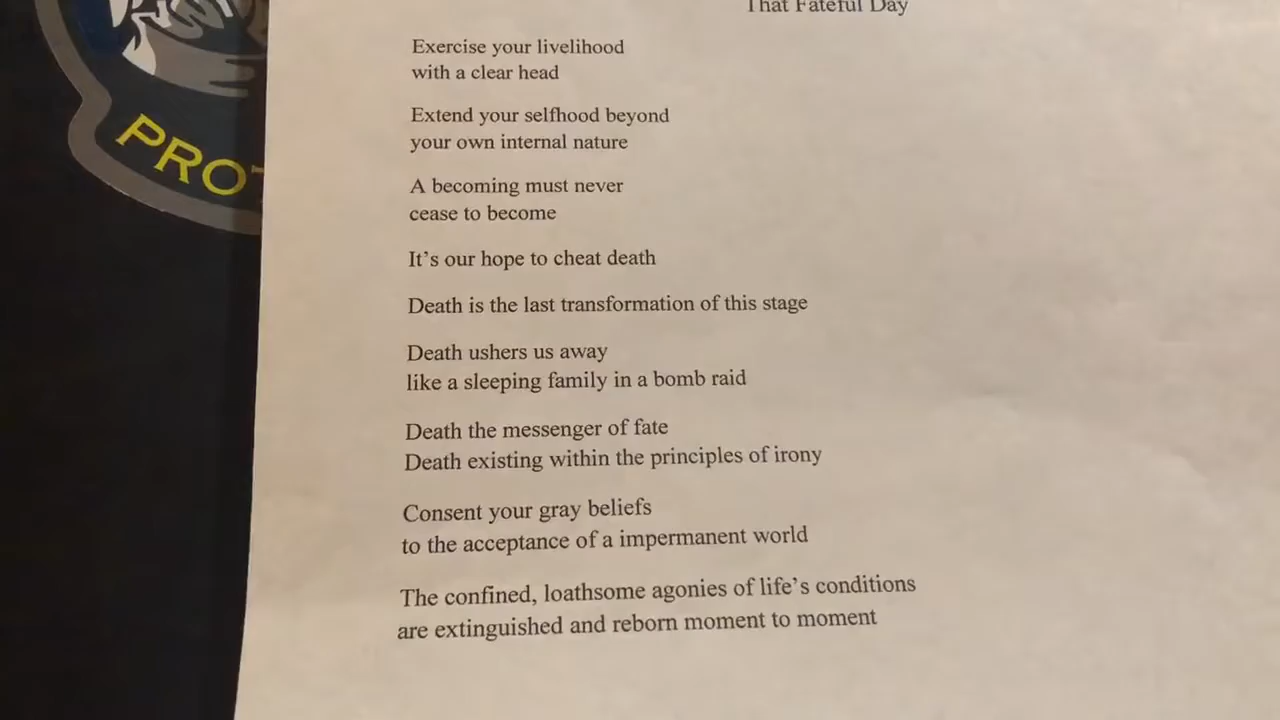 That Fateful Day
Exercise your livelihood
with a clear head
Extend your selfhood beyond
your own internal nature
A becoming must never
cease to become
It's our hope to cheat death
Death is the last transformation of this stage
Death ushers us away
like a sleeping family in a bomb raid
Death the messenger of fate
Death existing within the principles of irony
Consent your gray beliefs
to the acceptance of a impermanent world
The confined, loathsome agonies of life's conditions
are extinguished and reborn moment to moment
PROT